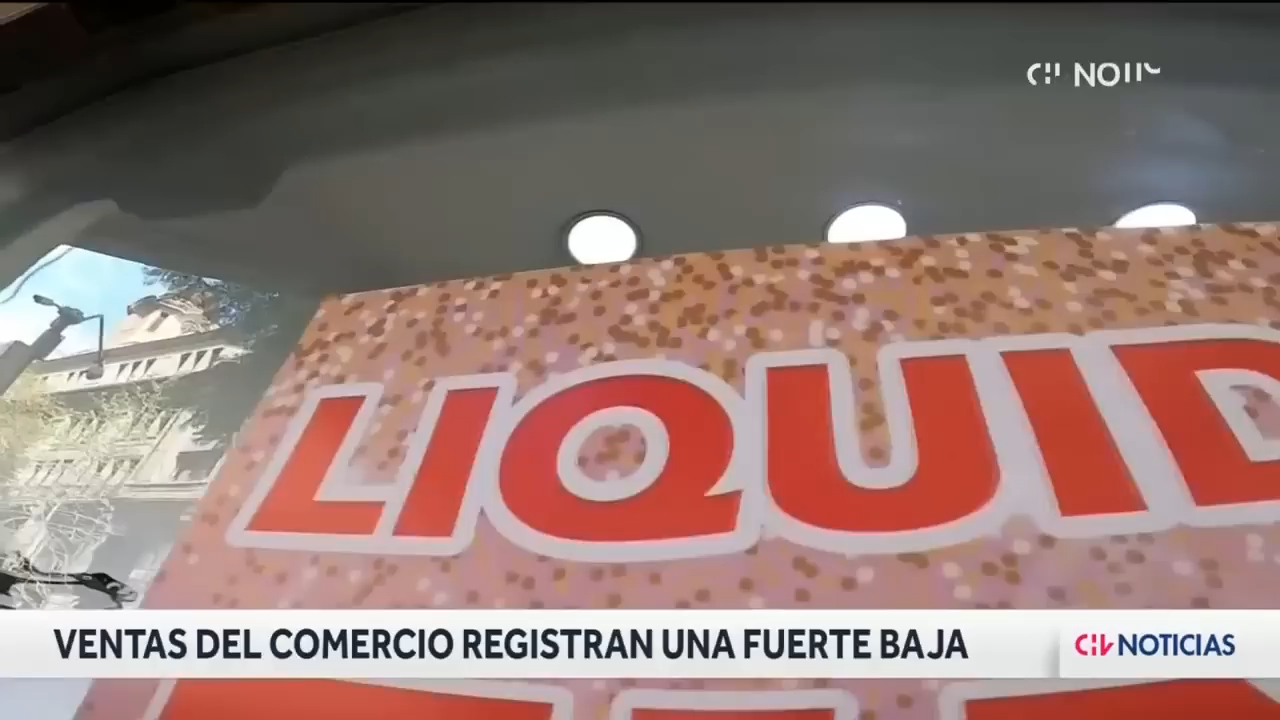 LIQUID
VENTAS DEL COMERCIO REGISTRAN UNA FUERTE BAJA
CHV NOTICIAS